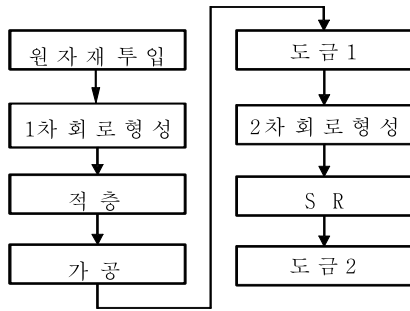 원 자 재 투 입
1차 회 로 형 성
적 층
가 공
도 금 1
2차 회 로 형 성
S R
도 금 2